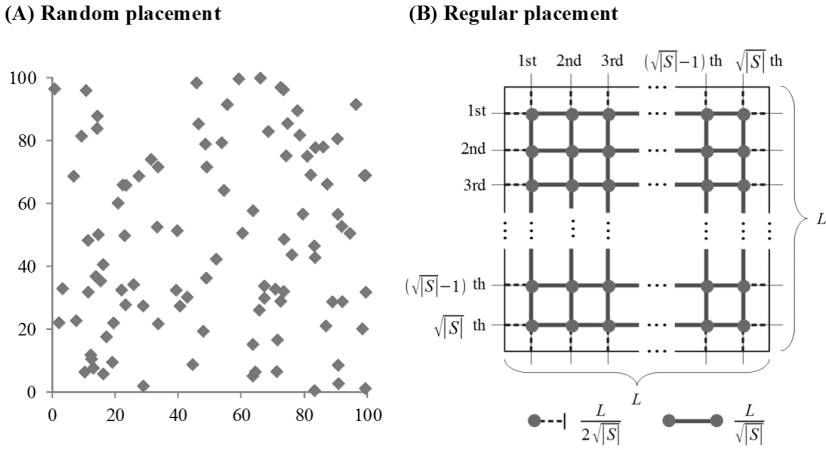 (A) Random placement
100
80
60
40
20
0
0 20 40 60 80 100
(B) Regular placement
1st 2nd 3rd (√|S|−1) th √|S| th
1st
2nd
3rd
(√|S|−1) th
√|S| th
L
L
L / 2√|S|
L / √|S|